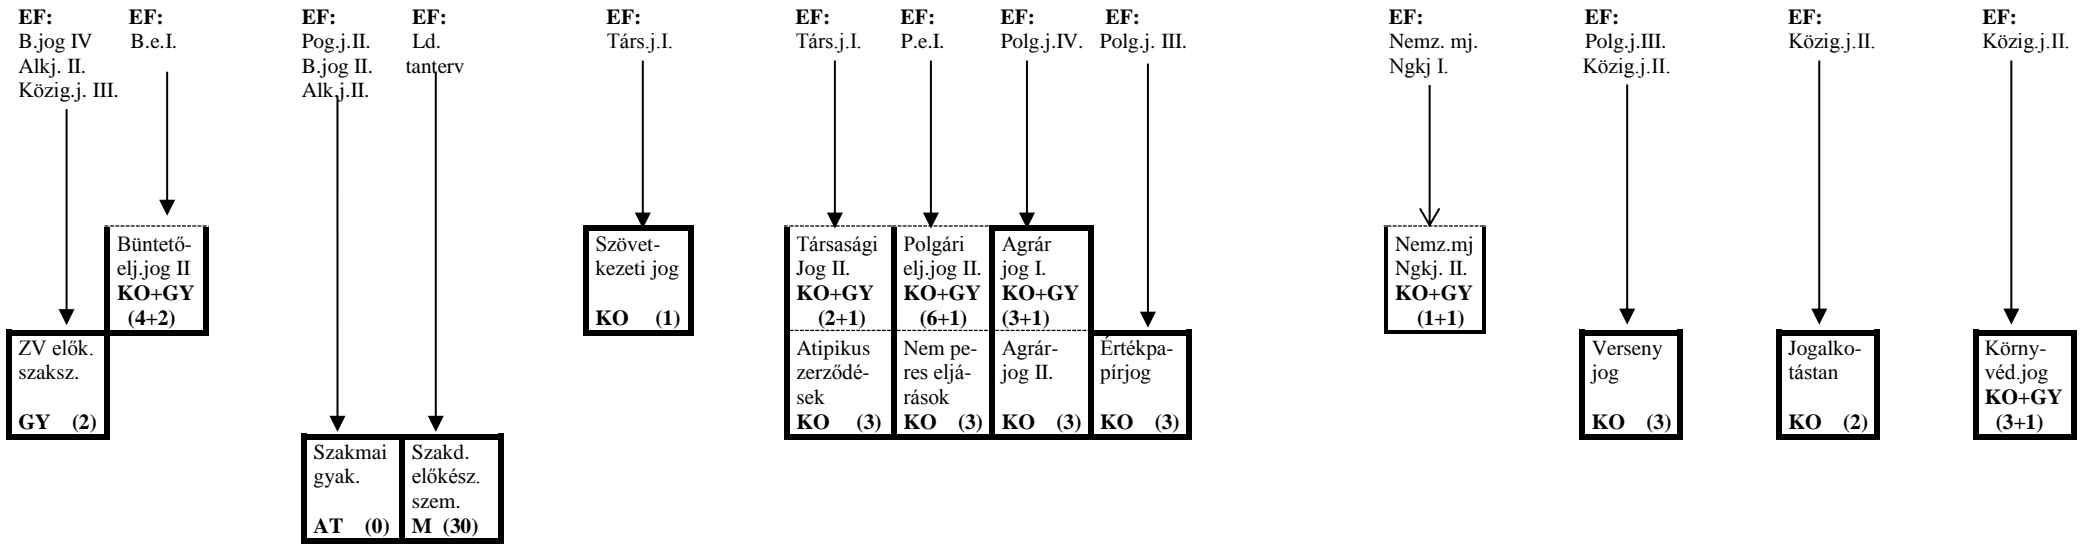 EF:
B.jog IV
Alkj. II.
Közig.j. III.
EF:
B.e.I.
EF:
Pog.j.II.
B.jog II.
Alk.j.II.
EF:
Ld.
tanterv
EF:
Társ.j.I.
EF:
Társ.j.I.
EF:
P.e.I.
EF:
Polg.j.IV.
EF:
Polg.j. III.
EF:
Nemz. mj.
Ngkj I.
EF:
Polg.j.III.
Közig.j.II.
EF:
Közig.j.II.
EF:
Közig.j.II.
Büntető-
elj.jog II
KO+GY
(4+2)
Szövet-
kezeti jog
KO (1)
Társasági
Jog II.
KO+GY
(2+1)
Polgári
elj.jog II.
KO+GY
(6+1)
Agrár
jog I.
KO+GY
(3+1)
Nemz.mj
Ngkj. II.
KO+GY
(1+1)
ZV elők.
szaksz.
GY (2)
Atipikus
zerződé-
sek
KO (3)
Nem pe-
res eljá-
rások
KO (3)
Agrár-
jog II.
KO (3)
Értékpa-
pírjog
KO (3)
Verseny
jog
KO (3)
Jogalko-
tástan
KO (2)
Körny-
véd.jog
KO+GY
(3+1)
Szakmai
gyak.
AT (0)
Szakd.
előkész.
szem.
M (30)